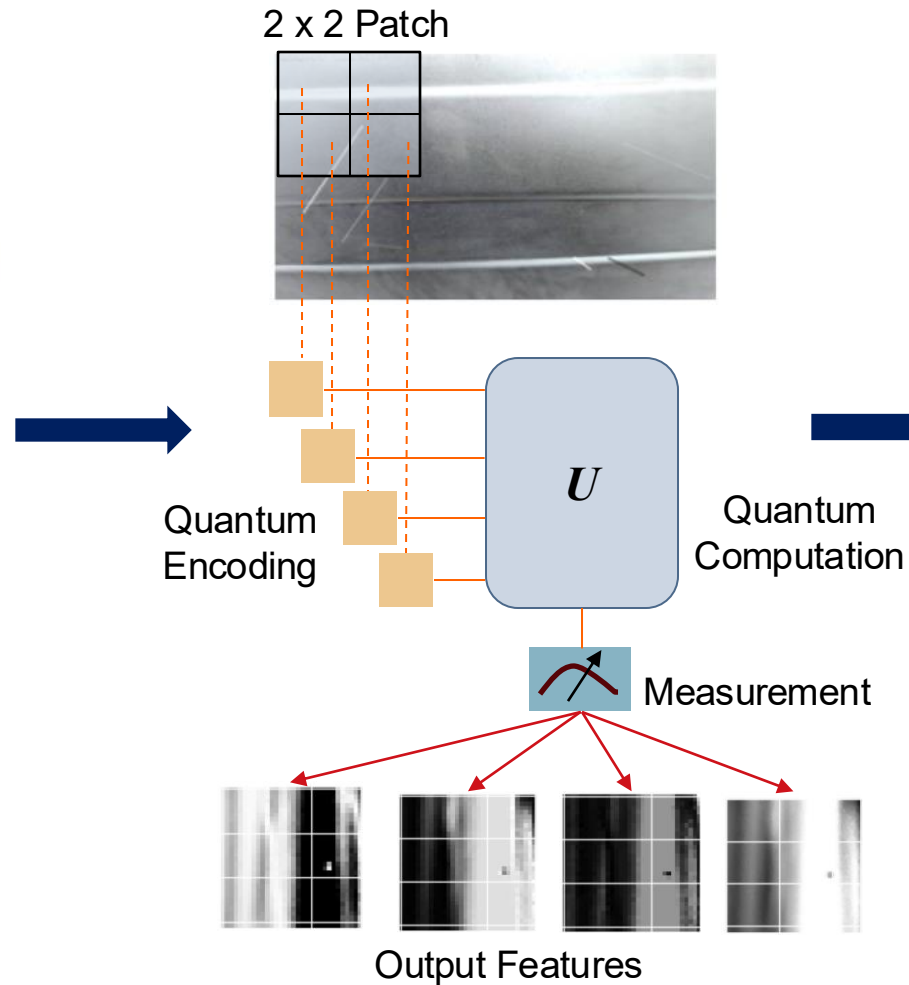 2 x 2 Patch
U
Quantum
Encoding
Quantum
Computation
Measurement
Output Features